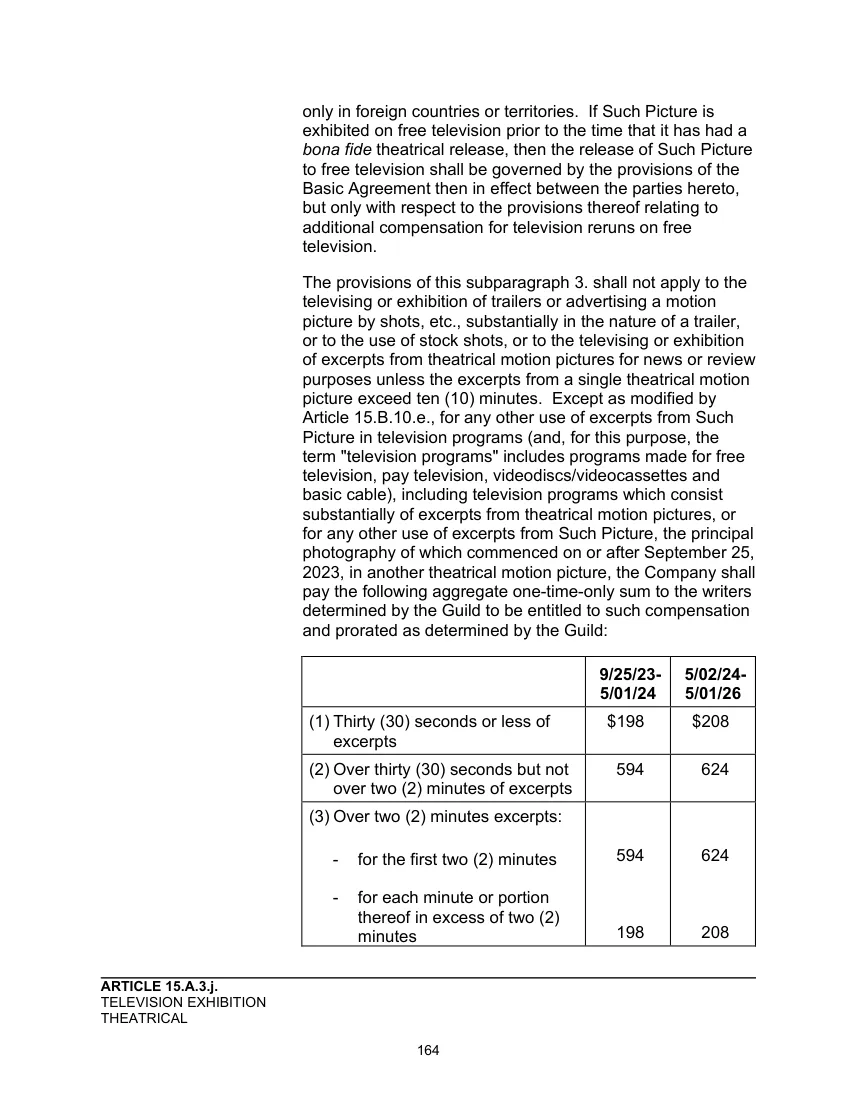 only in foreign countries or territories.  If Such Picture is
exhibited on free television prior to the time that it has had a
bona fide theatrical release, then the release of Such Picture
to free television shall be governed by the provisions of the
Basic Agreement then in effect between the parties hereto,
but only with respect to the provisions thereof relating to
additional compensation for television reruns on free
television.
The provisions of this subparagraph 3. shall not apply to the
televising or exhibition of trailers or advertising a motion
picture by shots, etc., substantially in the nature of a trailer,
or to the use of stock shots, or to the televising or exhibition
of excerpts from theatrical motion pictures for news or review
purposes unless the excerpts from a single theatrical motion
picture exceed ten (10) minutes.  Except as modified by
Article 15.B.10.e., for any other use of excerpts from Such
Picture in television programs (and, for this purpose, the
term "television programs" includes programs made for free
television, pay television, videodiscs/videocassettes and
basic cable), including television programs which consist
substantially of excerpts from theatrical motion pictures, or
for any other use of excerpts from Such Picture, the principal
photography of which commenced on or after September 25,
2023, in another theatrical motion picture, the Company shall
pay the following aggregate one-time-only sum to the writers
determined by the Guild to be entitled to such compensation
and prorated as determined by the Guild:
9/25/23- 5/02/24-
5/01/24 5/01/26
(1) Thirty (30) seconds or less of $198 $208
excerpts
(2) Over thirty (30) seconds but not 594 624
over two (2) minutes of excerpts
(3) Over two (2) minutes excerpts:
- for the first two (2) minutes 594 624
- for each minute or portion
thereof in excess of two (2)
minutes 198 208
ARTICLE 15.A.3.j.
TELEVISION EXHIBITION
THEATRICAL
164